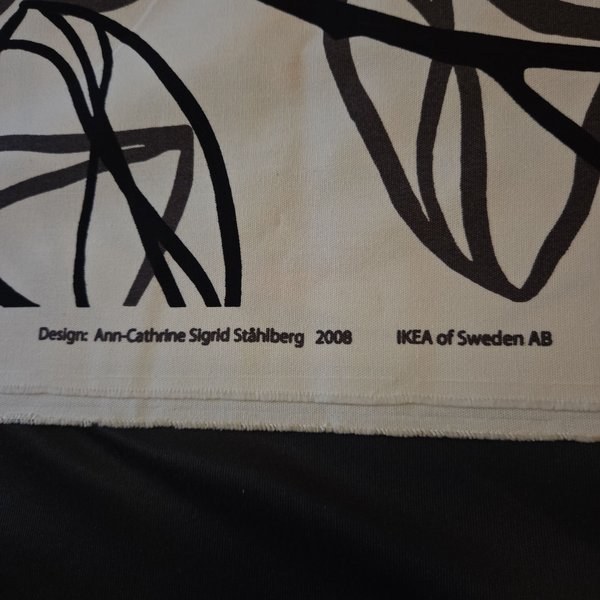 Design: Ann-Cathrine Sigrid Ståhlberg 2008 IKEA of Sweden AB